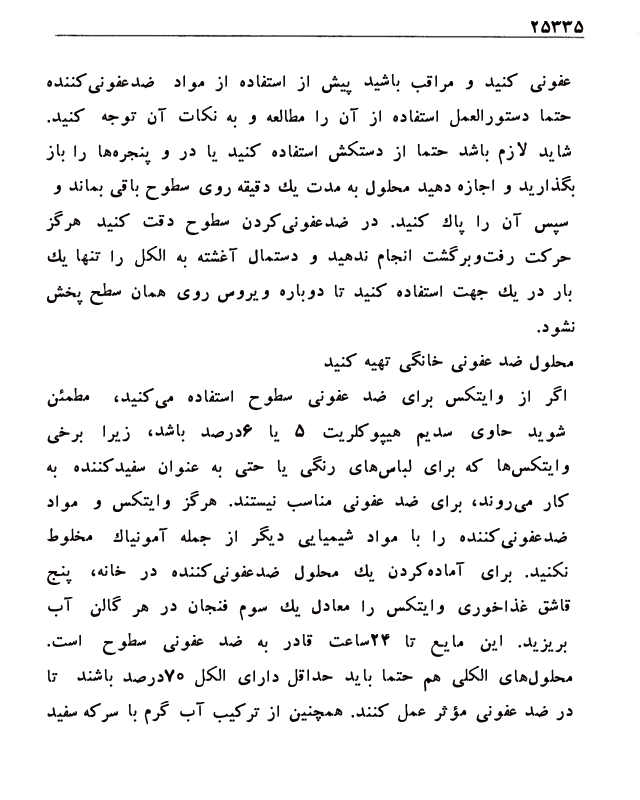 ۲۵۳۳۵
عفونی کنید و مراقب باشید پیش از استفاده از مواد ضدعفونی‌کننده
حتما دستورالعمل استفاده از آن را مطالعه و به نکات آن توجه کنید.
شاید لازم باشد حتما از دستکش استفاده کنید یا در و پنجره‌ها را باز
بگذارید و اجازه دهید محلول به مدت یك دقیقه روی سطوح باقی بماند و
سپس آن را پاك کنید. در ضدعفونی‌کردن سطوح دقت کنید هرگز
حرکت رفت‌وبرگشت انجام ندهید و دستمال آغشته به الکل را تنها یك
بار در یك جهت استفاده کنید تا دوباره ویروس روی همان سطح پخش
نشود.
محلول ضد عفونی خانگی تهیه کنید
اگر از وایتکس برای ضد عفونی سطوح استفاده می‌کنید، مطمئن
شوید حاوی سدیم هیپوکلریت ۵ یا ۶درصد باشد، زیرا برخی
وایتکس‌ها که برای لباس‌های رنگی یا حتی به عنوان سفیدکننده به
کار می‌روند، برای ضد عفونی مناسب نیستند. هرگز وایتکس و مواد
ضدعفونی‌کننده را با مواد شیمیایی دیگر از جمله آمونیاك مخلوط
نکنید. برای آماده‌کردن یك محلول ضدعفونی‌کننده در خانه، پنج
قاشق غذاخوری وایتکس را معادل یك سوم فنجان در هر گالن آب
بریزید. این مایع تا ۲۴ساعت قادر به ضد عفونی سطوح است.
محلول‌های الکلی هم حتما باید حداقل دارای الکل ۷۰درصد باشند تا
در ضد عفونی مؤثر عمل کنند. همچنین از ترکیب آب گرم با سرکه سفید